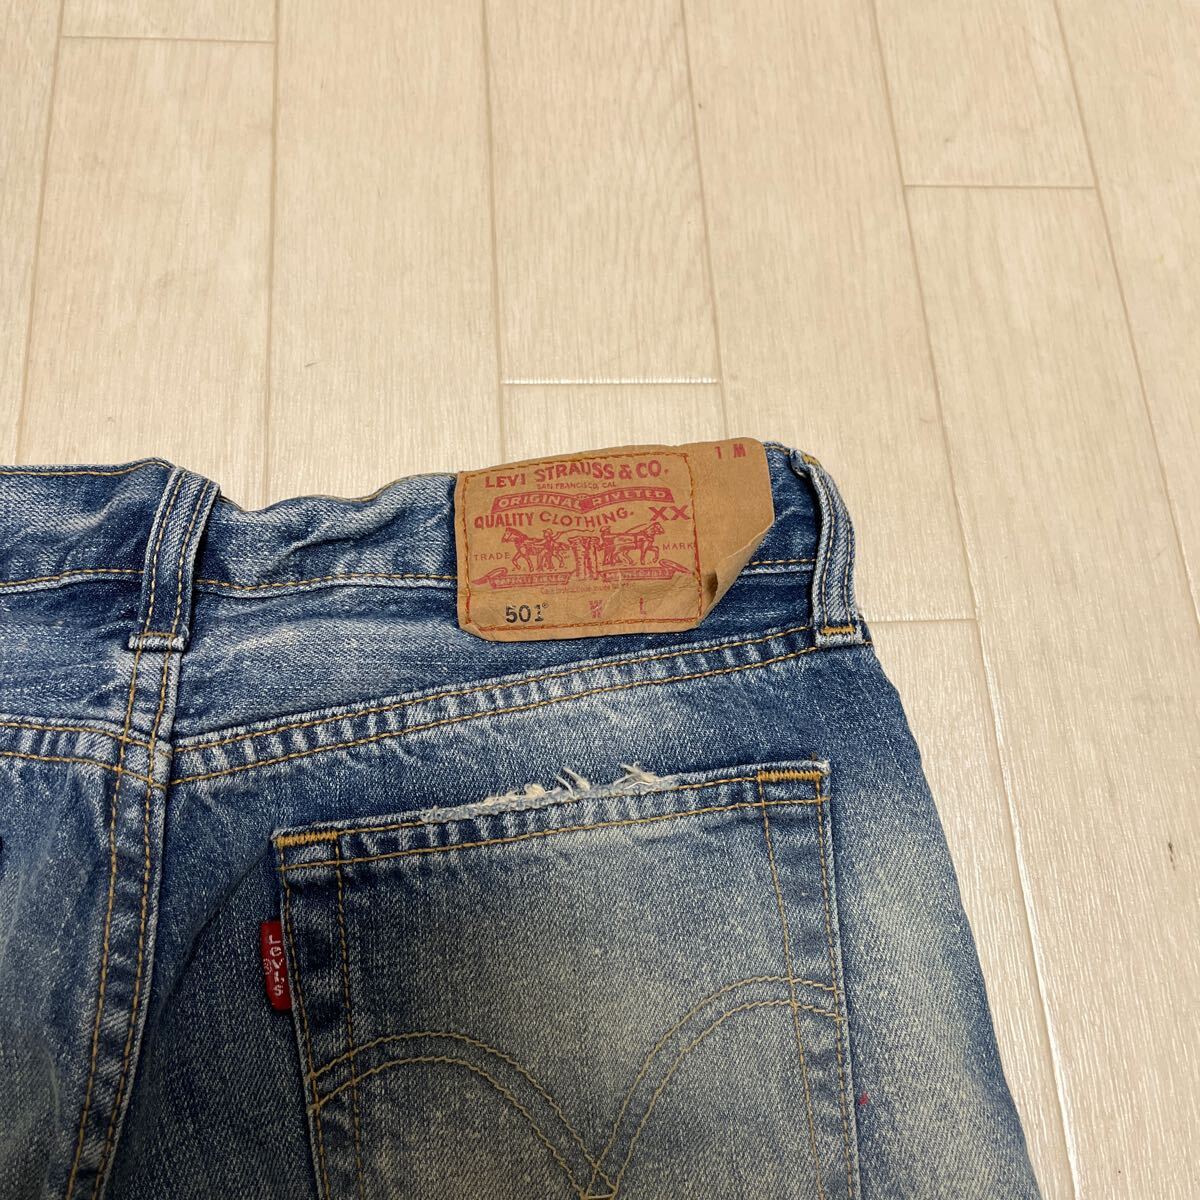 1 M
LEVI STRAUSS & CO.
SAN FRANCISCO, CAL
ORIGINAL RIVETED
QUALITY CLOTHING. XX
TRADE MARK
501® W L
LEVI'S